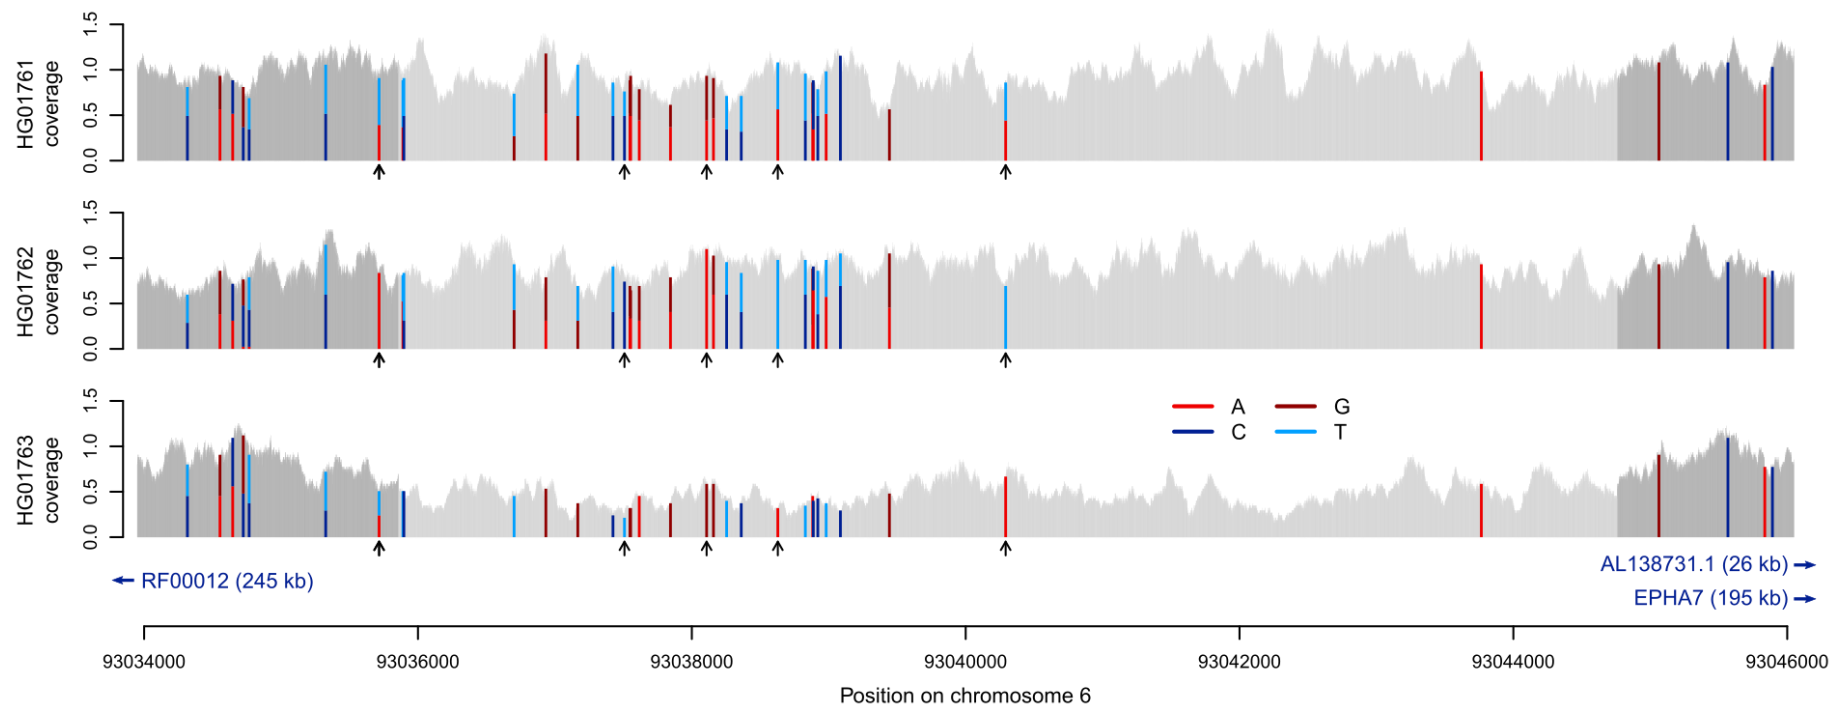 HG01761
coverage
0.0 0.5 1.0 1.5
HG01762
coverage
0.0 0.5 1.0 1.5
HG01763
coverage
0.0 0.5 1.0 1.5
A G
C T
RF00012 (245 kb)
AL138731.1 (26 kb)
EPHA7 (195 kb)
93034000 93036000 93038000 93040000 93042000 93044000 93046000
Position on chromosome 6